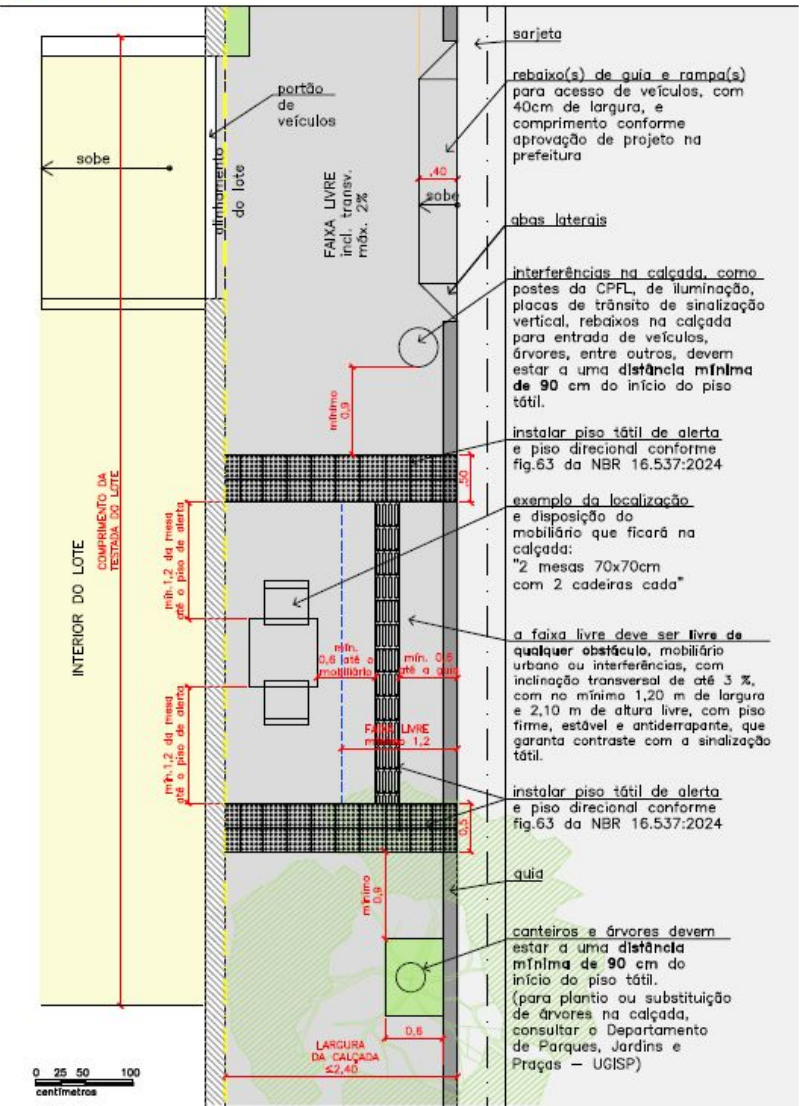 sarjeta
rebaixo(s) de guia e rampa(s)
para acesso de veículos, com
40cm de largura, e
comprimento conforme
aprovação de projeto na
prefeitura
portão
de
veículos
sobe
alinhamento
do lote
FAIXA LIVRE
incl. transv.
máx. 2%
,40
sobe
abas laterais
interferências na calçada, como
postes da CPFL, de iluminação,
placas de trânsito de sinalização
vertical, rebaixos na calçada
para entrada de veículos,
árvores, entre outros, devem
estar a uma distância mínima
de 90 cm do início do piso
tátil.
mínimo
0,9
instalar piso tátil de alerta
e piso direcional conforme
fig.63 da NBR 16.537:2024
,50
COMPRIMENTO DA
TESTADA DO LOTE
INTERIOR DO LOTE
mín.1,2 da mesa
até o piso de alerta
exemplo da localização
e disposição do
mobiliário que ficará na
calçada:
"2 mesas 70x70cm
com 2 cadeiras cada"
mín.
0,6 até o
mobiliário
mín. 0,6
até a guia
a faixa livre deve ser livre de
qualquer obstáculo, mobiliário
urbano ou interferências, com
inclinação transversal de até 3 %,
com no mínimo 1,20 m de largura
e 2,10 m de altura livre, com piso
firme, estável e antiderrapante, que
garanta contraste com a sinalização
tátil.
FAIXA LIVRE
mínimo 1,2
mín.1,2 da mesa
até o piso de alerta
instalar piso tátil de alerta
e piso direcional conforme
fig.63 da NBR 16.537:2024
0,5
guia
mínimo
0,9
canteiros e árvores devem
estar a uma distância
mínima de 90 cm do
início do piso tátil.
(para plantio ou substituição
de árvores na calçada,
consultar o Departamento
de Parques, Jardins e
Praças – UGISP)
0,6
LARGURA
DA CALÇADA
≤2,40
0 25 50 100
centímetros